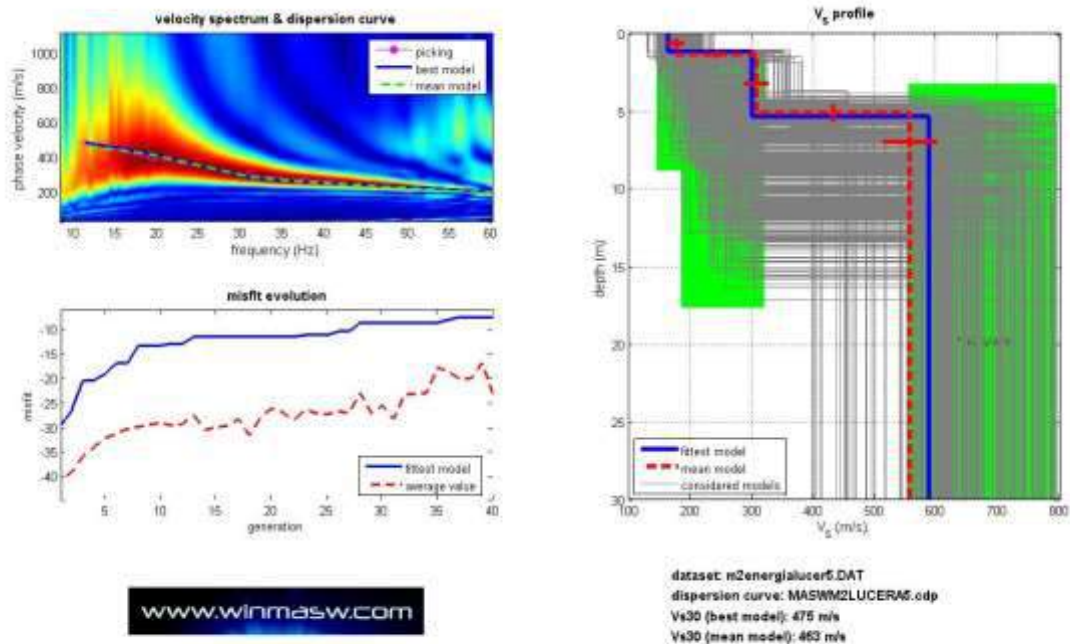 velocity spectrum & dispersion curve
1000
800
600
400
200
phase velocity (m/s)
picking
best model
mean model
10 15 20 25 30 35 40 45 50 55 60
frequency (Hz)
misfit evolution
-10
-15
-20
-25
-30
-35
-40
misfit
fittest model
average value
5 10 15 20 25 30 35 40
generation
www.winmasw.com
VS profile
0
5
10
15
20
25
30
depth (m)
fittest model
mean model
considared models
100 200 300 400 500 600 700 800
VS (m/s)
dataset: m2energialucer5.DAT
dispersion curve: MASWM2LUCERA5.cdp
Vs30 (best model): 475 m/s
Vs30 (mean model): 463 m/s